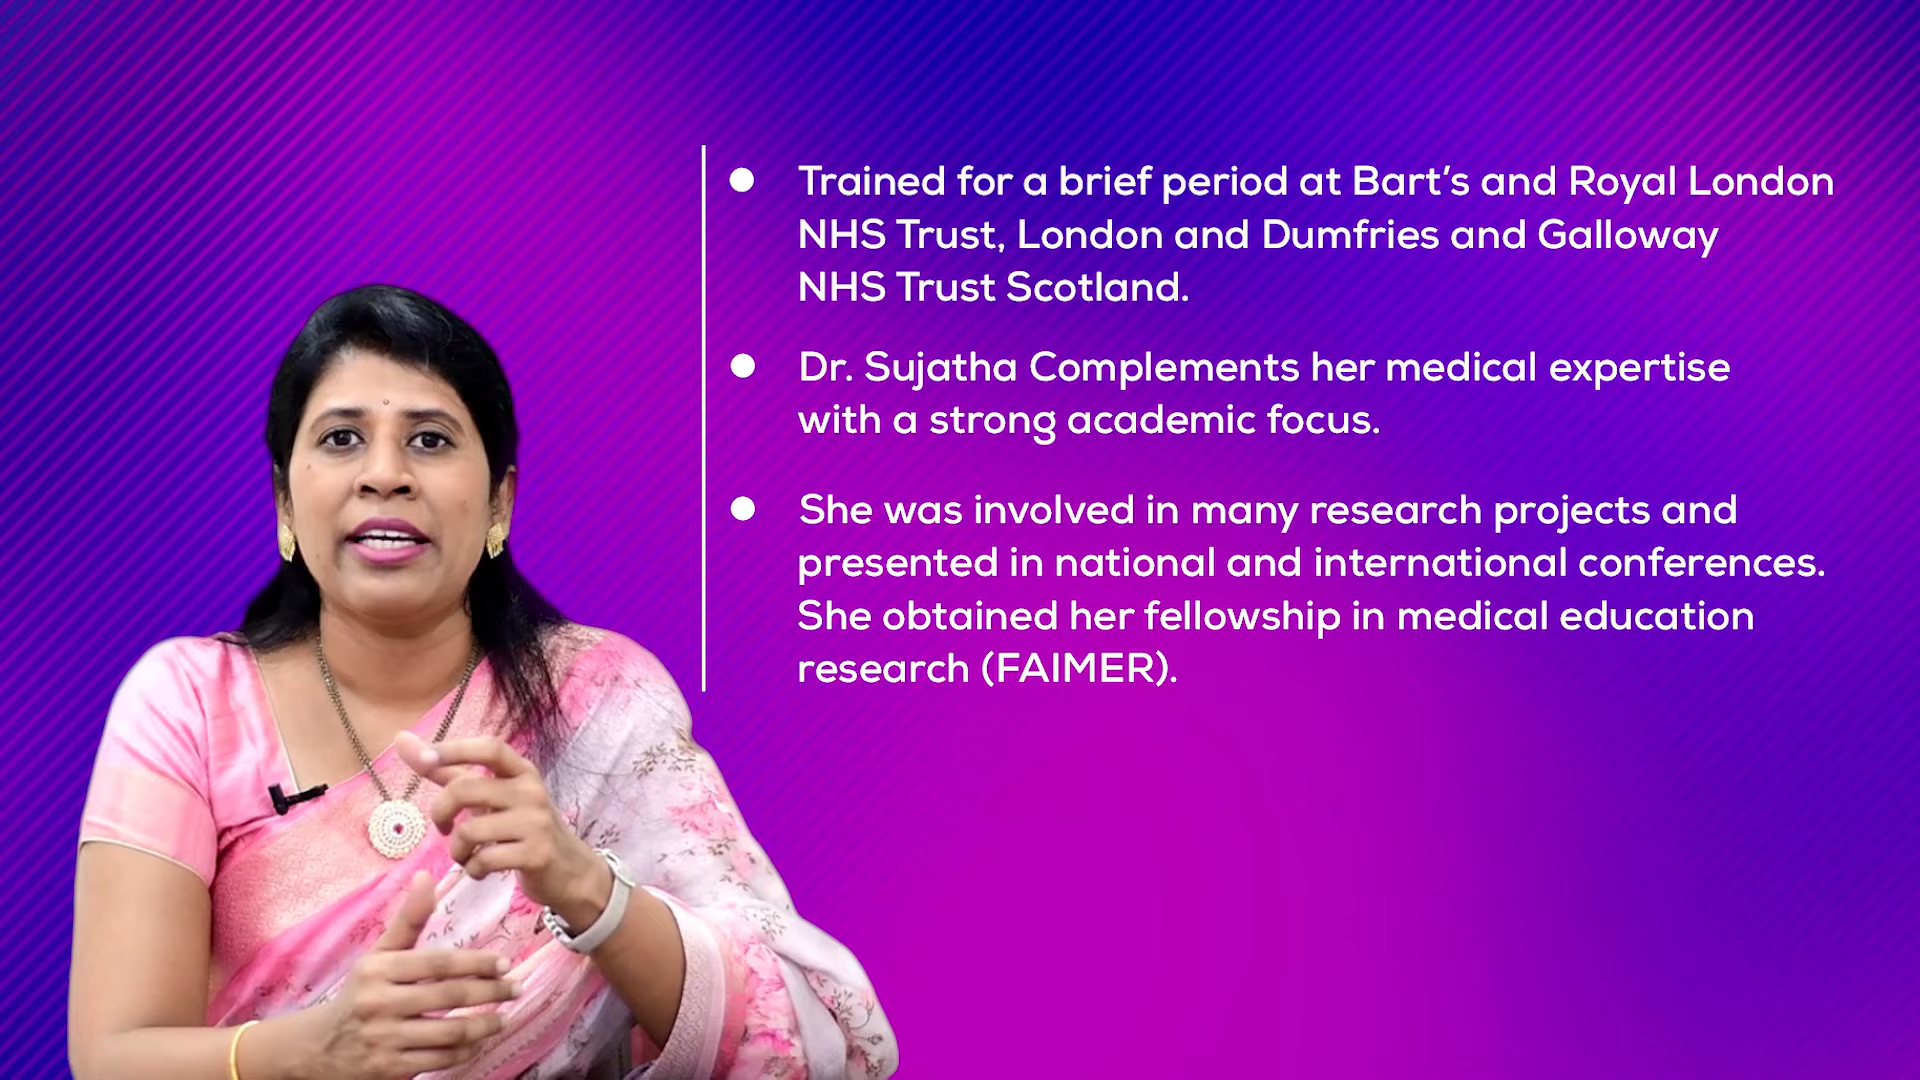 Trained for a brief period at Bart’s and Royal London
NHS Trust, London and Dumfries and Galloway
NHS Trust Scotland.
Dr. Sujatha Complements her medical expertise
with a strong academic focus.
She was involved in many research projects and
presented in national and international conferences.
She obtained her fellowship in medical education
research (FAIMER).